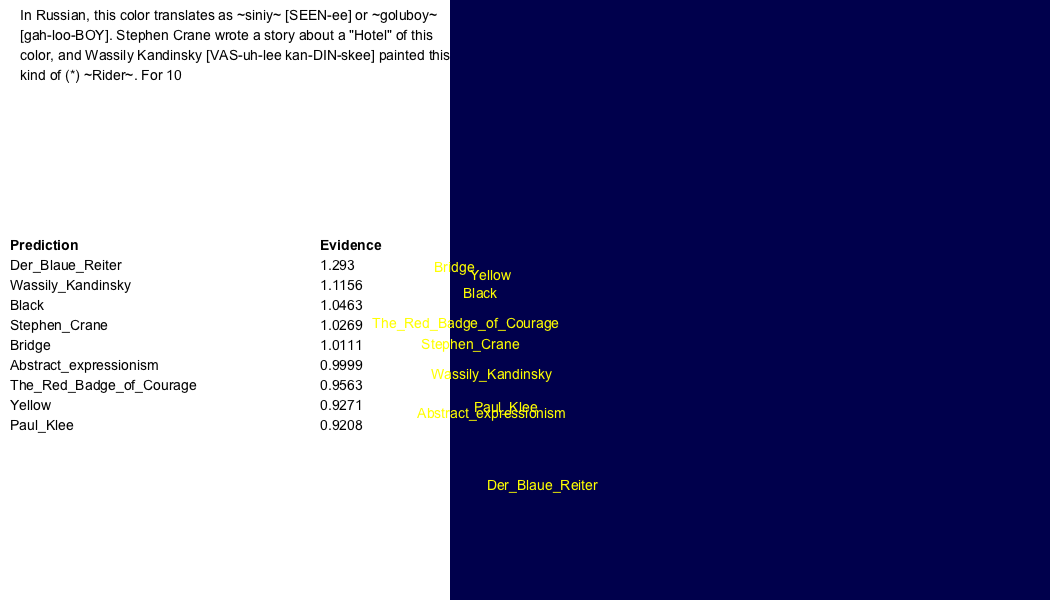 In Russian, this color translates as ~siniy~ [SEEN-ee] or ~goluboy~
[gah-loo-BOY]. Stephen Crane wrote a story about a "Hotel" of this
color, and Wassily Kandinsky [VAS-uh-lee kan-DIN-skee] painted this
kind of (*) ~Rider~. For 10
Prediction Evidence
Der_Blaue_Reiter 1.293
Wassily_Kandinsky 1.1156
Black 1.0463
Stephen_Crane 1.0269
Bridge 1.0111
Abstract_expressionism 0.9999
The_Red_Badge_of_Courage 0.9563
Yellow 0.9271
Paul_Klee 0.9208
Bridge
Yellow
Black
The_Red_Badge_of_Courage
Stephen_Crane
Wassily_Kandinsky
Paul_Klee
Abstract_expressionism
Der_Blaue_Reiter